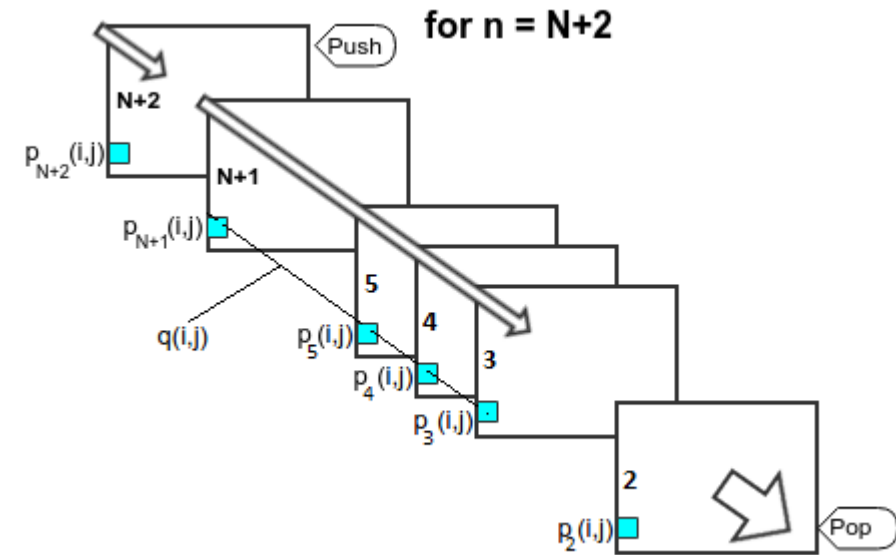 for n = N+2
Push
N+2
p_{N+2}(i,j)
N+1
p_{N+1}(i,j)
5
q(i,j)
p_5(i,j)
4
p_4(i,j)
3
p_3(i,j)
2
p_2(i,j)
Pop